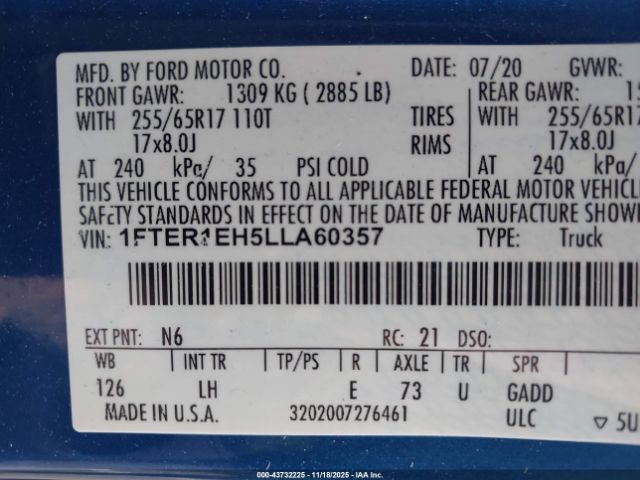 MFD. BY FORD MOTOR CO. DATE: 07/20 GVWR:
FRONT GAWR: 1309 KG ( 2885 LB) REAR GAWR: 15
WITH 255/65R17 110T TIRES WITH 255/65R17
17x8.0J RIMS 17x8.0J
AT 240 kPa/ 35 PSI COLD AT 240 kPa/
THIS VEHICLE CONFORMS TO ALL APPLICABLE FEDERAL MOTOR VEHICLE
SAFETY STANDARDS IN EFFECT ON THE DATE OF MANUFACTURE SHOWN
VIN: 1FTER1EH5LLA60357 TYPE: Truck
EXT PNT: N6 RC: 21 DSO:
WB INT TR TP/PS R AXLE TR SPR
126 LH E 73 U GADD
MADE IN U.S.A. 3202007276461 ULC ▽ 5U
© 2025 - 43732225 - 11/18/2025 - IAA Inc. -